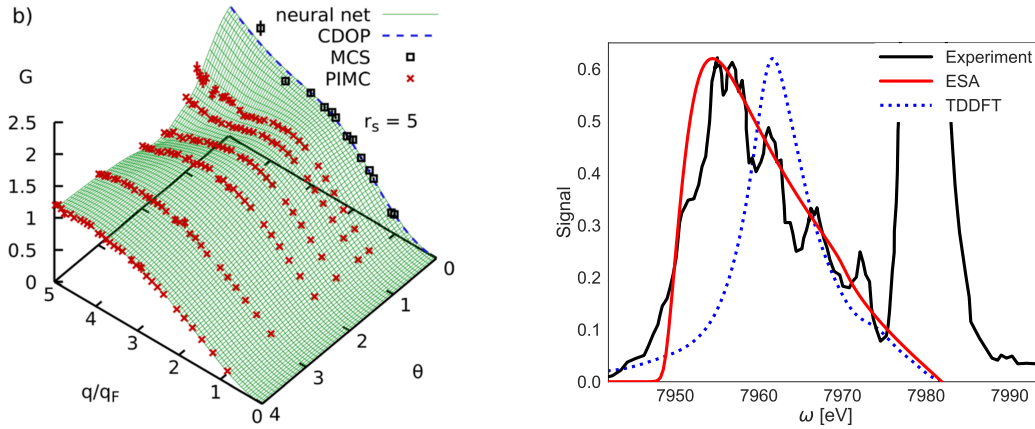 b)
neural net
CDOP
MCS
PIMC
G
r_s = 5
2.5
2
1.5
1
0.5
0
5
4
3
2
1
0
q/q_F
4
3
2
1
0
θ
Experiment
ESA
TDDFT
Signal
0.6
0.5
0.4
0.3
0.2
0.1
0.0
7950
7960
7970
7980
7990
ω [eV]